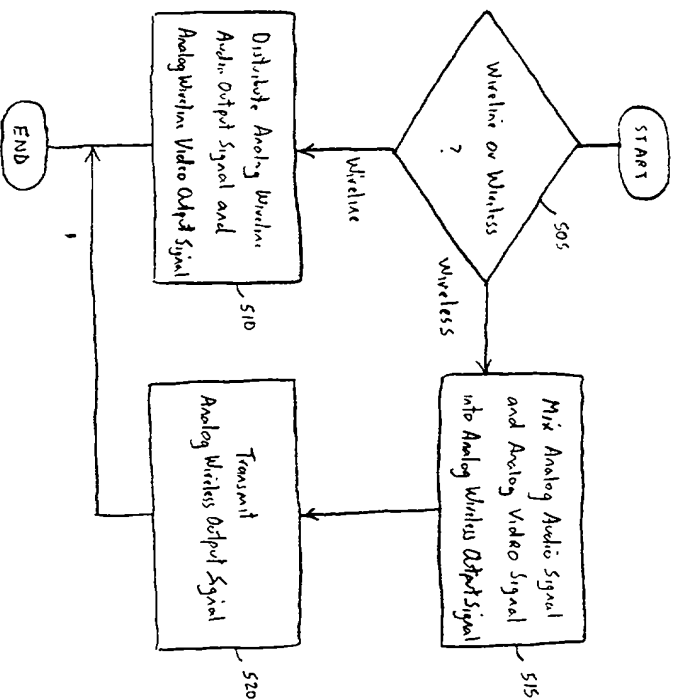 START
Wireline or Wireless
?
505
Wireline
Wireless
Distribute Analog Wireline
Audio Output Signal and
Analog Wireline Video Output Signal
510
Mix Analog Audio Signal
and Analog Video Signal
into Analog Wireless Output Signal
515
Transmit
Analog Wireless Output Signal
520
END